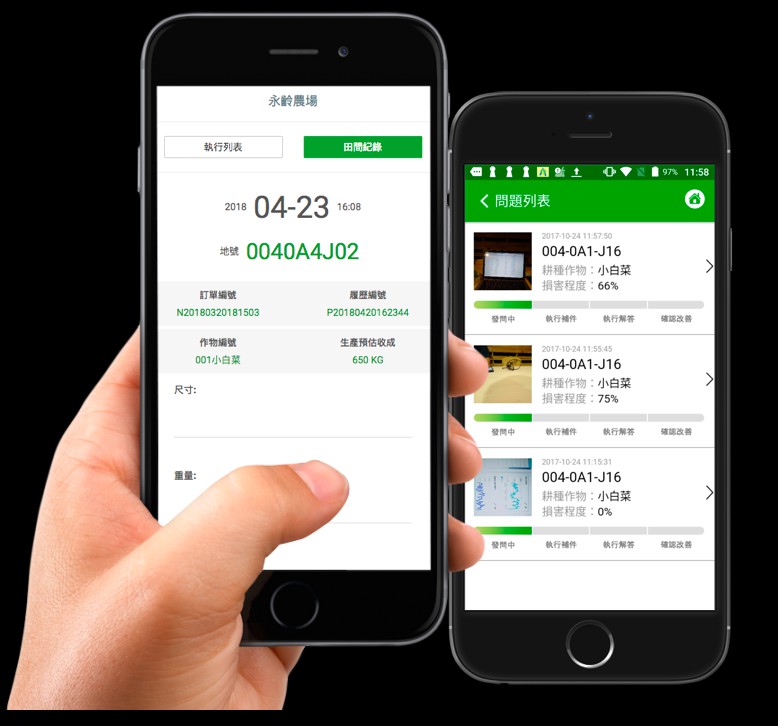 永齡農場
執行列表 田間紀錄
2018 04-23 16:08
地號 0040A4J02
訂單編號 履歷編號
N20180320181503 P20180420162344
作物編號 生產預估收成
001小白菜 650 KG
尺寸:
重量:
97% 11:58
問題列表
2017-10-24 11:57:50
004-0A1-J16
耕種作物：小白菜
損害程度：66%
發問中 執行補件 執行解答 確認改善
2017-10-24 11:55:45
004-0A1-J16
耕種作物：小白菜
損害程度：75%
發問中 執行補件 執行解答 確認改善
2017-10-24 11:15:31
004-0A1-J16
耕種作物：小白菜
損害程度：0%
發問中 執行補件 執行解答 確認改善